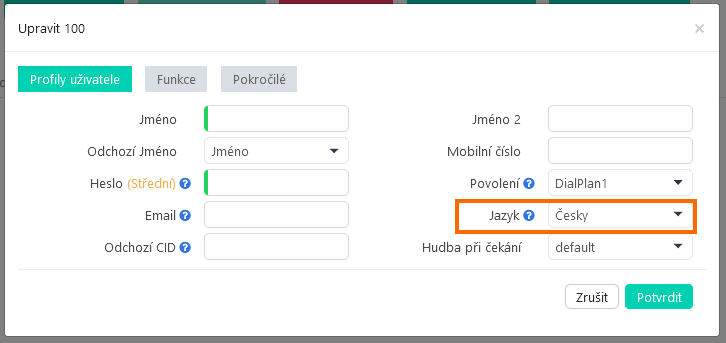 Upravit 100 ×
Profily uživatele Funkce Pokročilé
Jméno Jméno 2
Odchozí Jméno Jméno Mobilní číslo
Heslo (Střední) ? Povolení ? DialPlan1
Email ? Jazyk ? Česky
Odchozí CID ? Hudba při čekání default
Zrušit Potvrdit